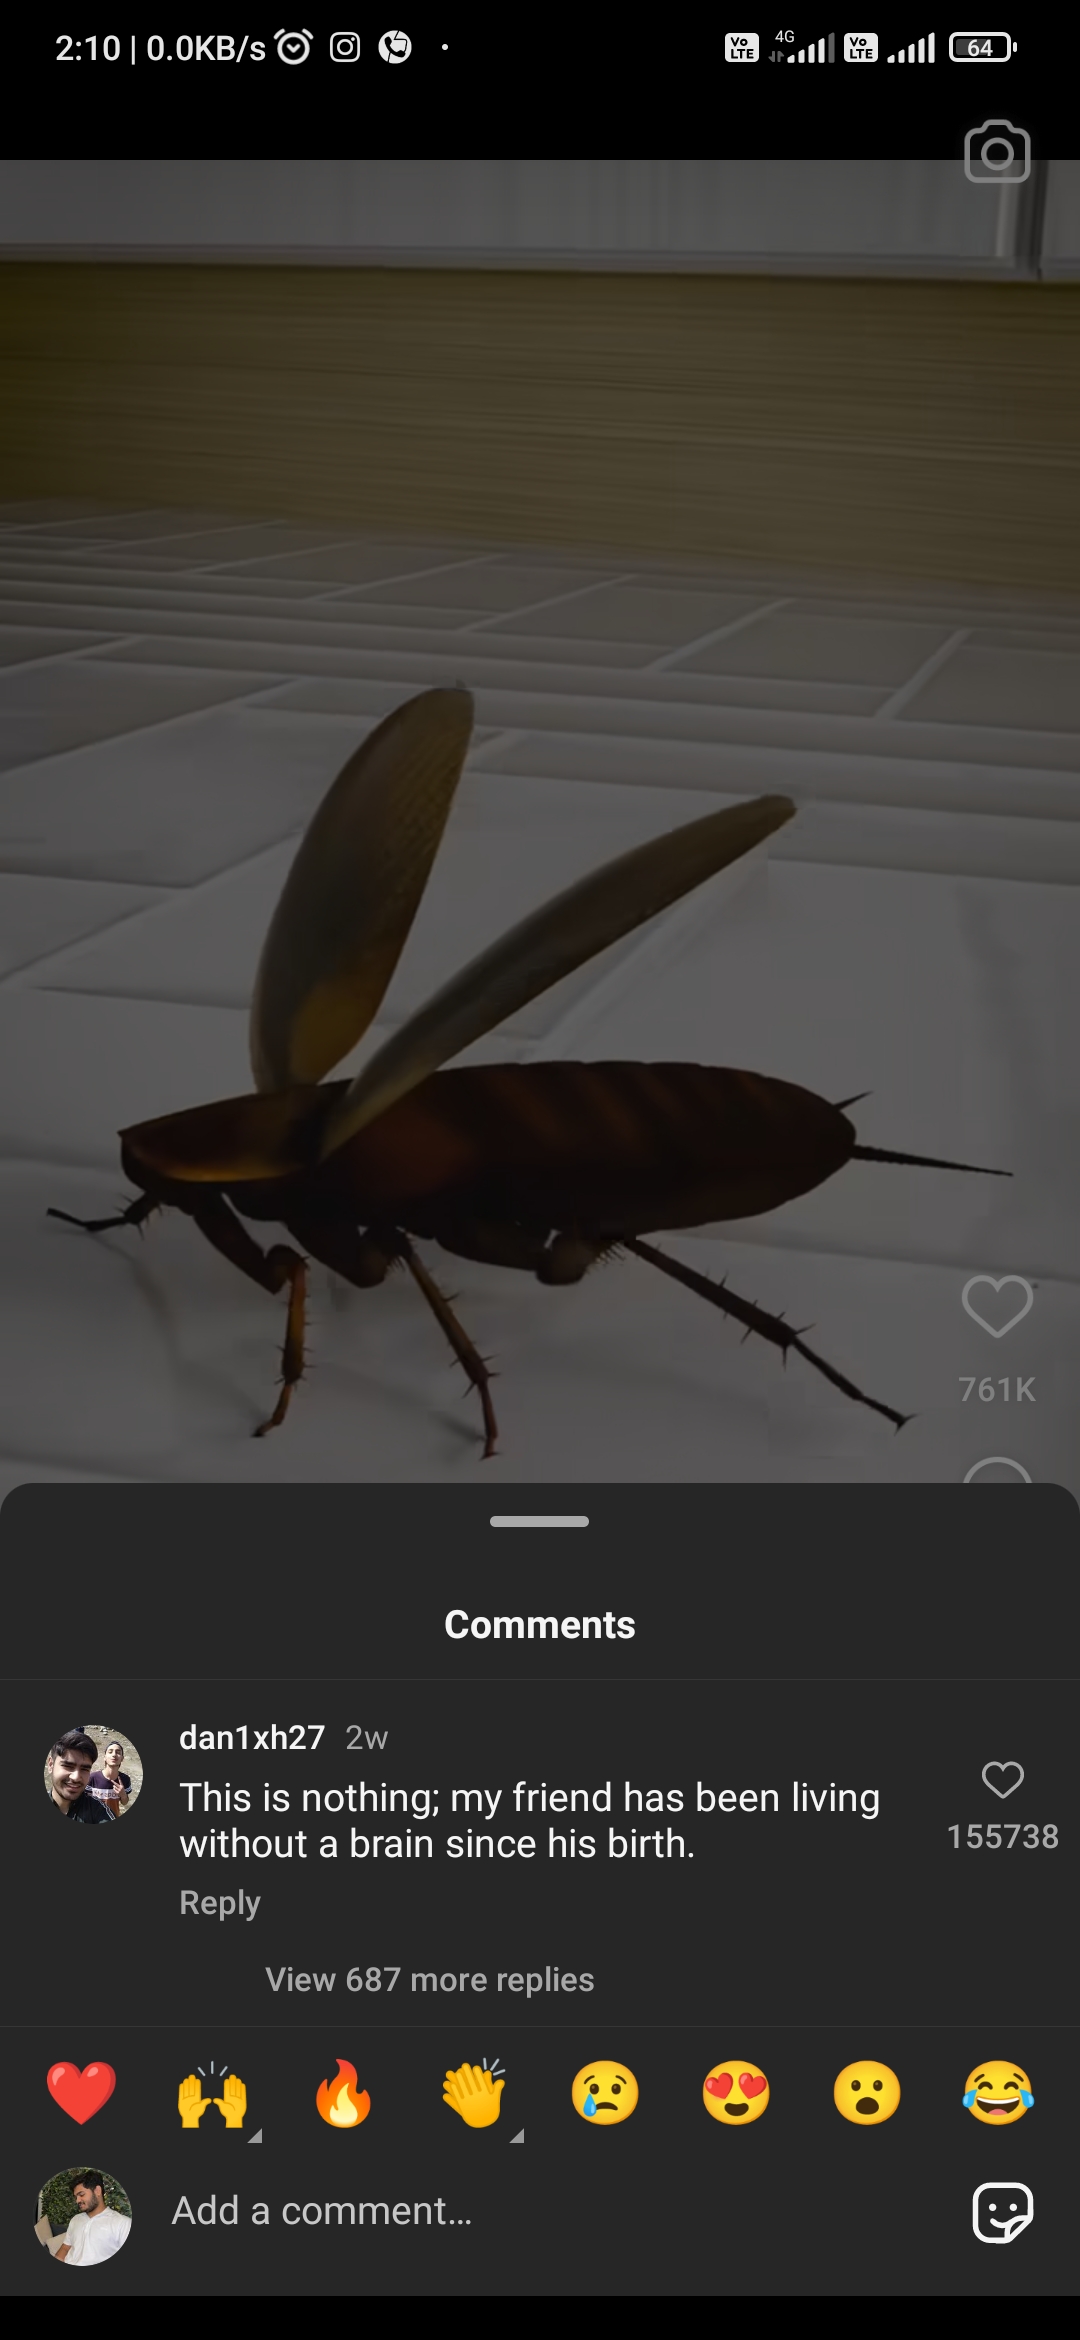 2:10 | 0.0KB/s
Vo LTE 4G Vo LTE 64
761K
Comments
dan1xh27 2w
This is nothing; my friend has been living
without a brain since his birth.
155738
Reply
View 687 more replies
Add a comment...